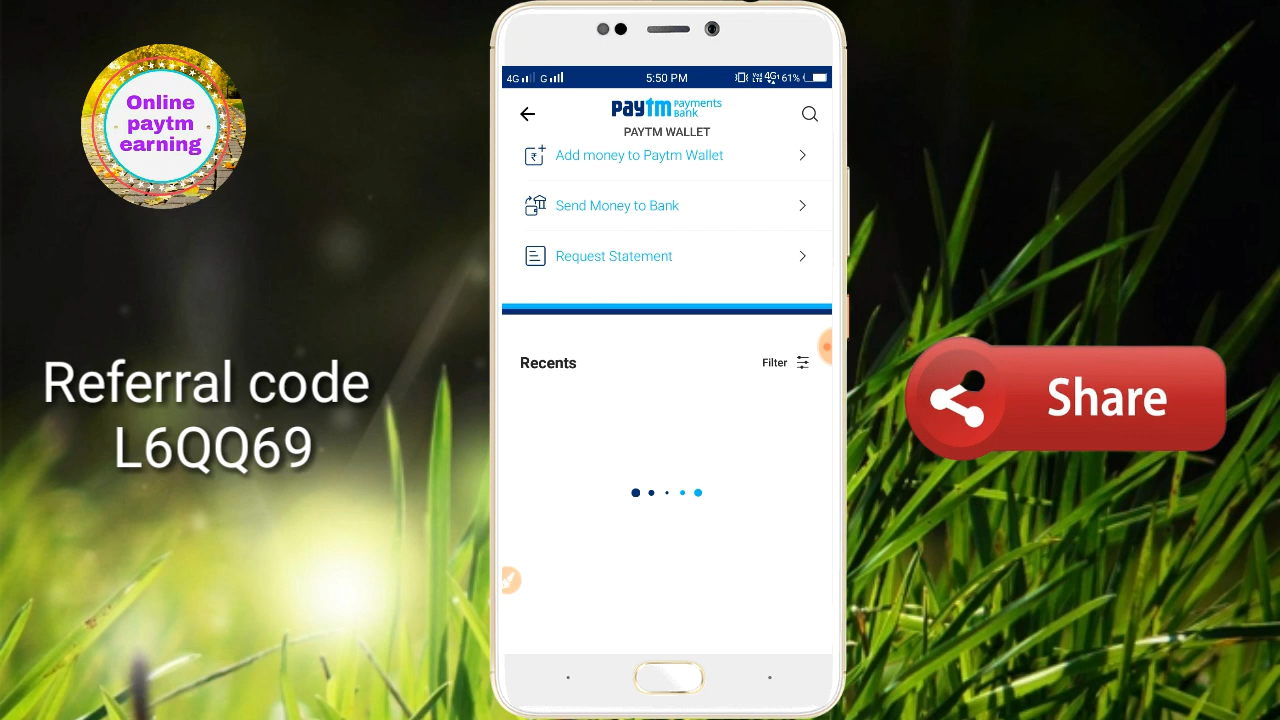 Online
paytm
earning
Referral code
L6QQ69
4G G 5:50 PM 4G 61%
paytm Payments
Bank
PAYTM WALLET
Add money to Paytm Wallet
Send Money to Bank
Request Statement
Recents Filter
Share